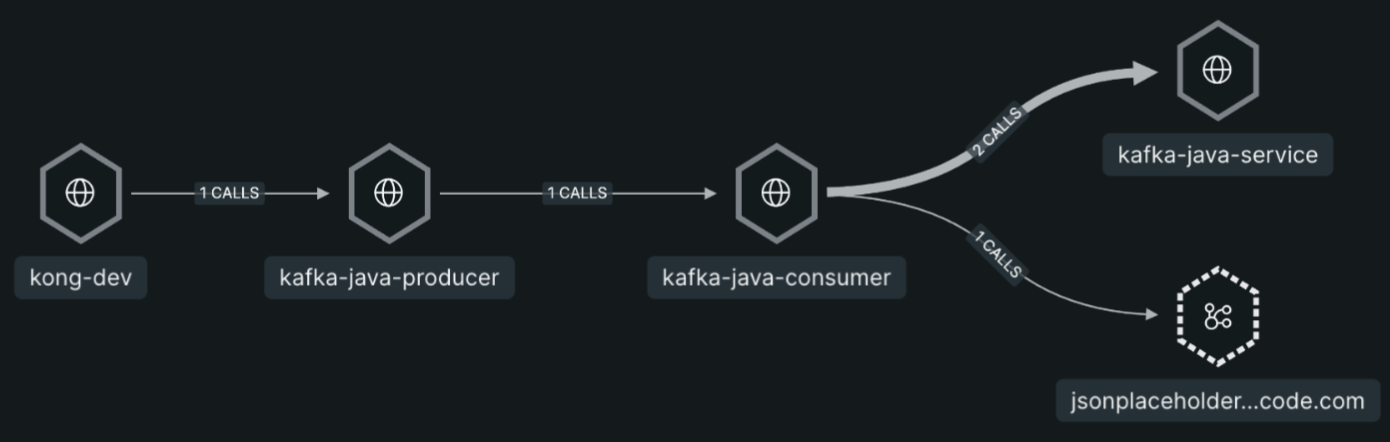 kong-dev
1 CALLS
kafka-java-producer
1 CALLS
kafka-java-consumer
2 CALLS
kafka-java-service
1 CALLS
jsonplaceholder...code.com